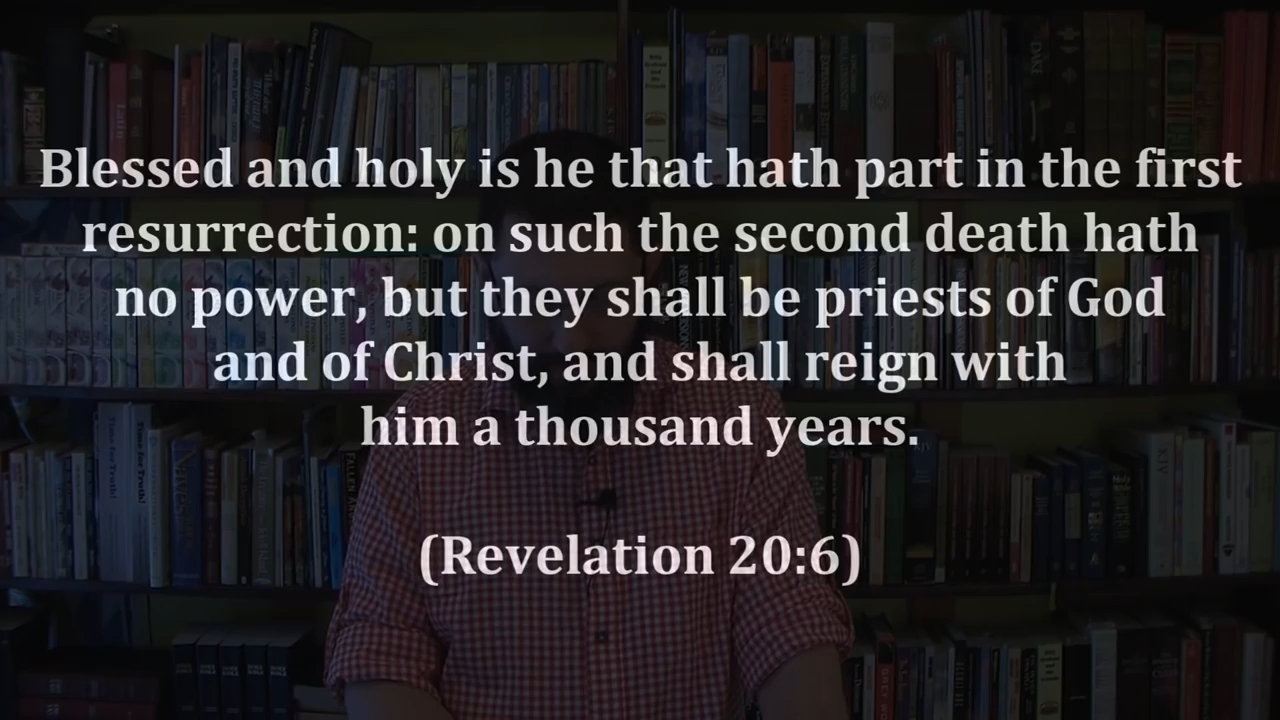 Blessed and holy is he that hath part in the first
resurrection: on such the second death hath
no power, but they shall be priests of God
and of Christ, and shall reign with
him a thousand years.
(Revelation 20:6)
KJV